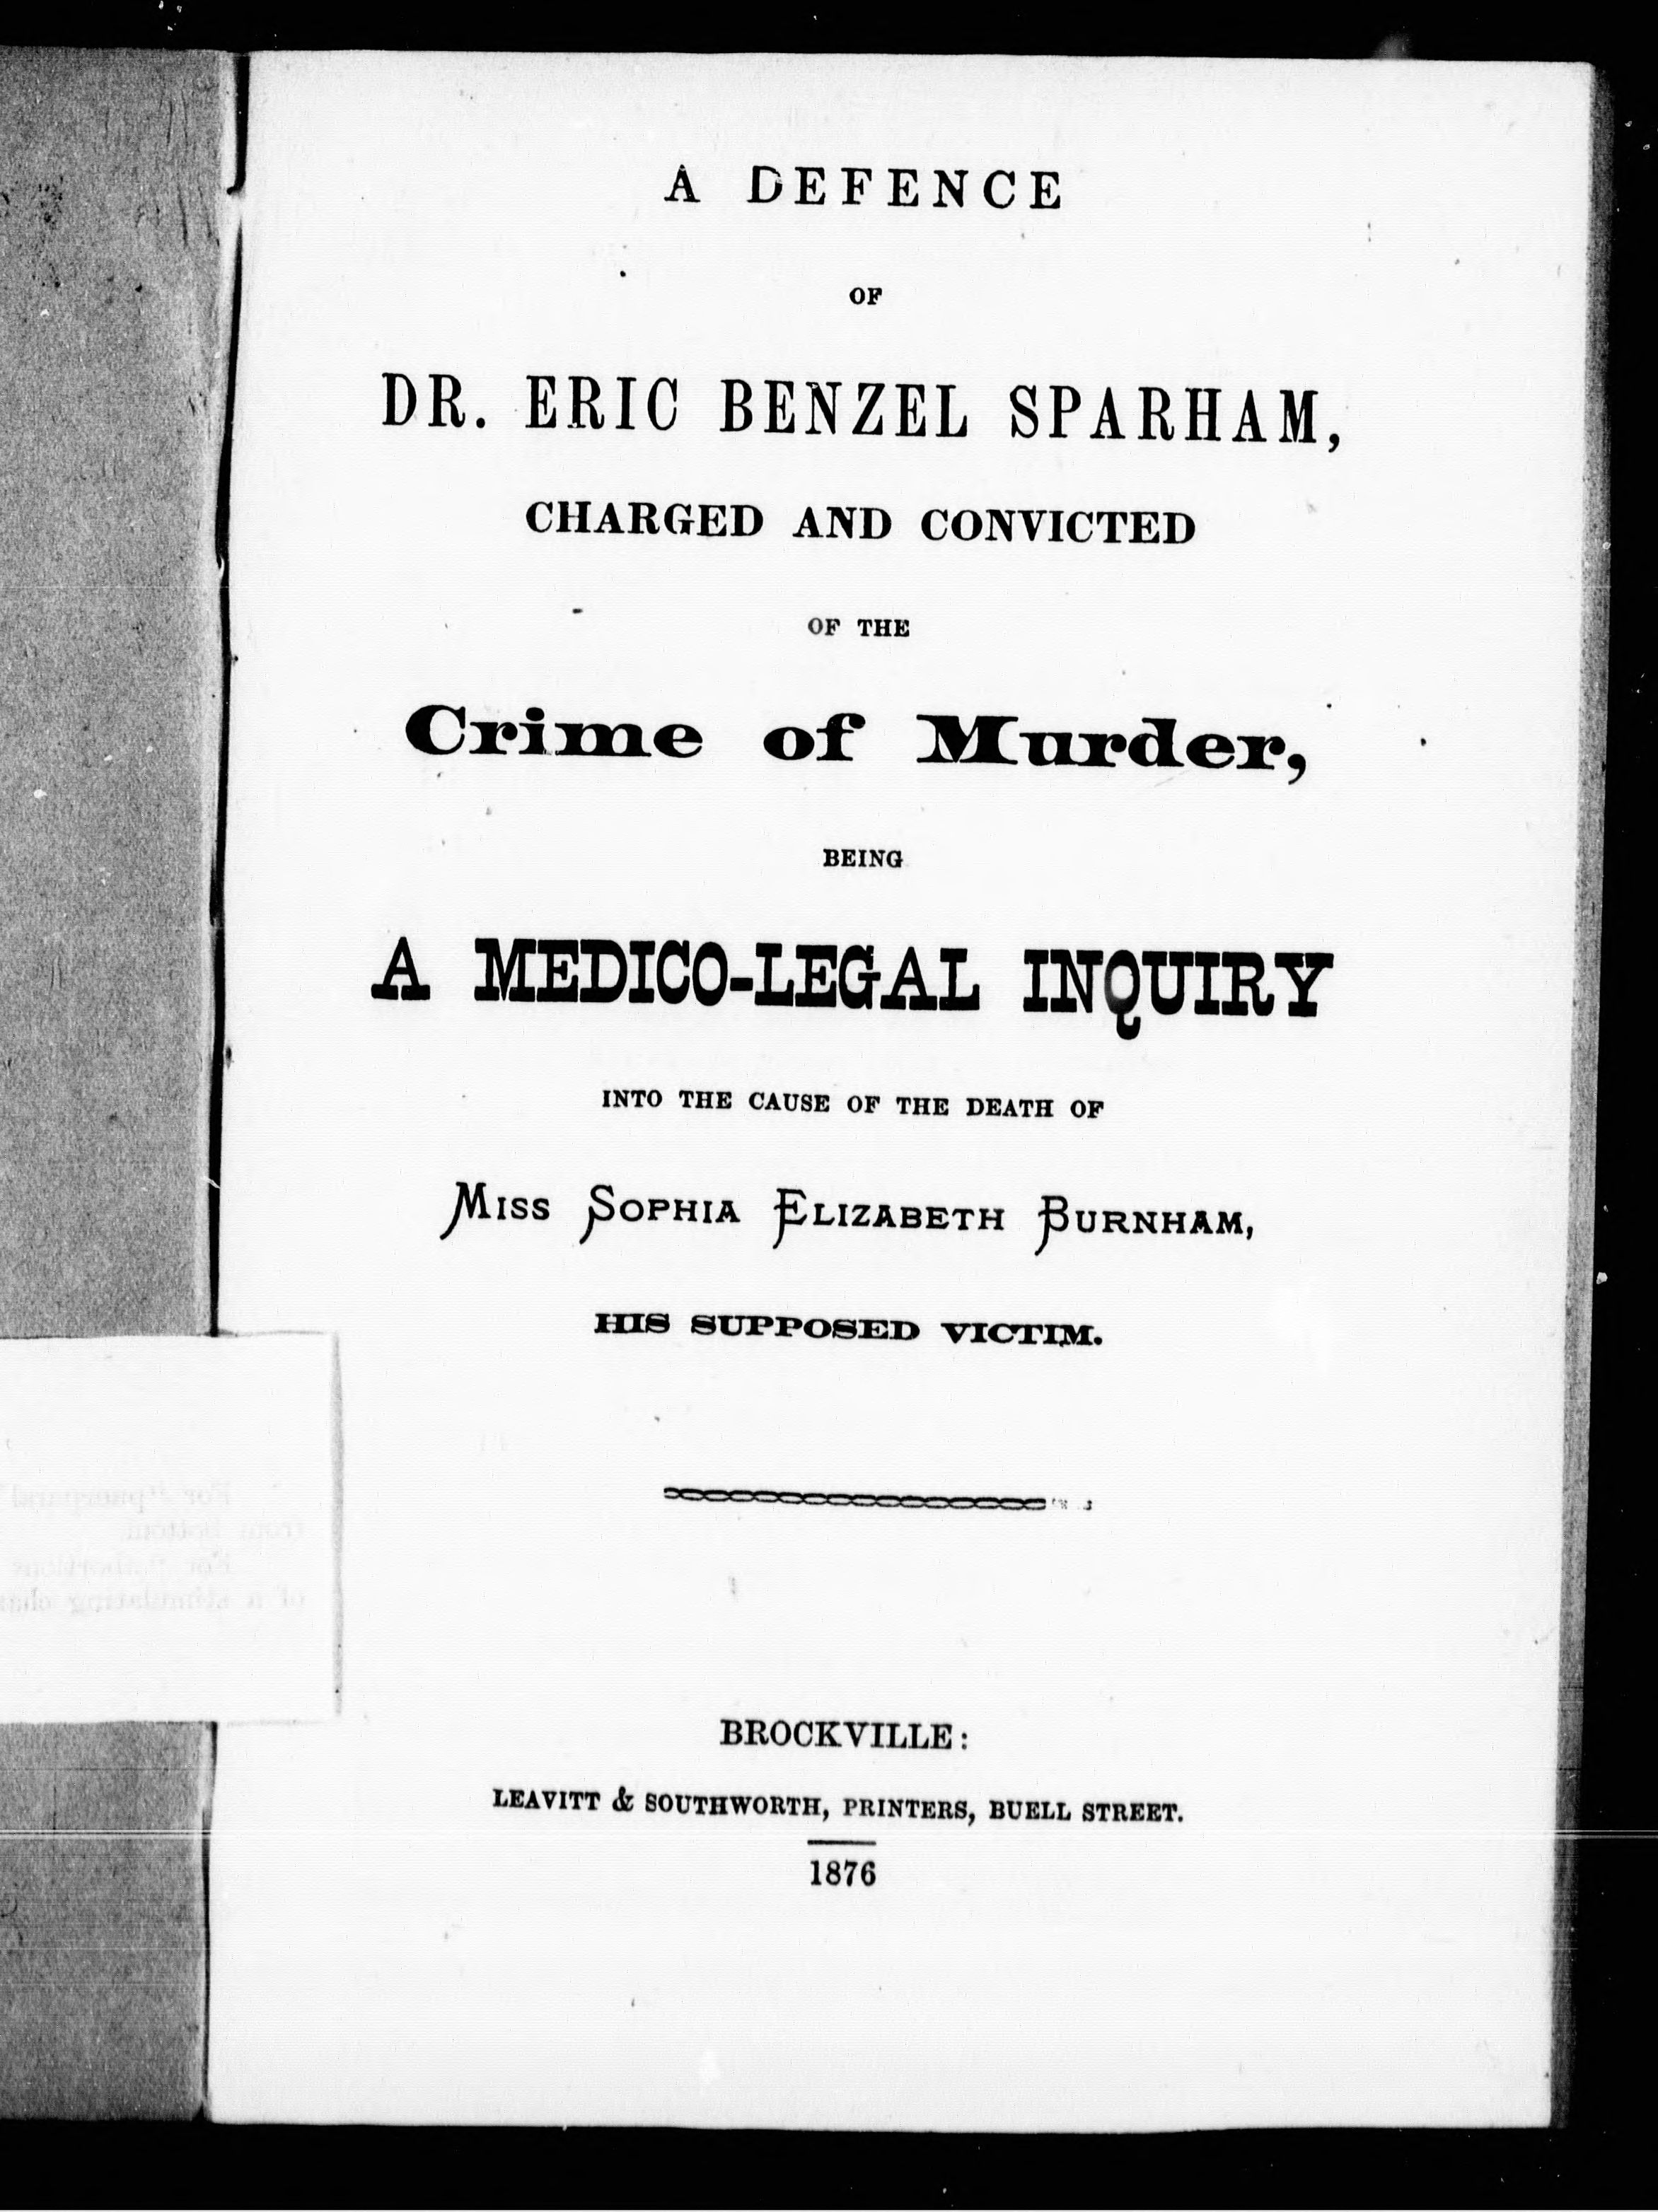 A DEFENCE
OF
DR. ERIC BENZEL SPARHAM,
CHARGED AND CONVICTED
OF THE
Crime of Murder,
BEING
A MEDICO-LEGAL INQUIRY
INTO THE CAUSE OF THE DEATH OF
MISS SOPHIA ELIZABETH BURNHAM,
HIS SUPPOSED VICTIM.
BROCKVILLE:
LEAVITT & SOUTHWORTH, PRINTERS, BUELL STREET.
1876